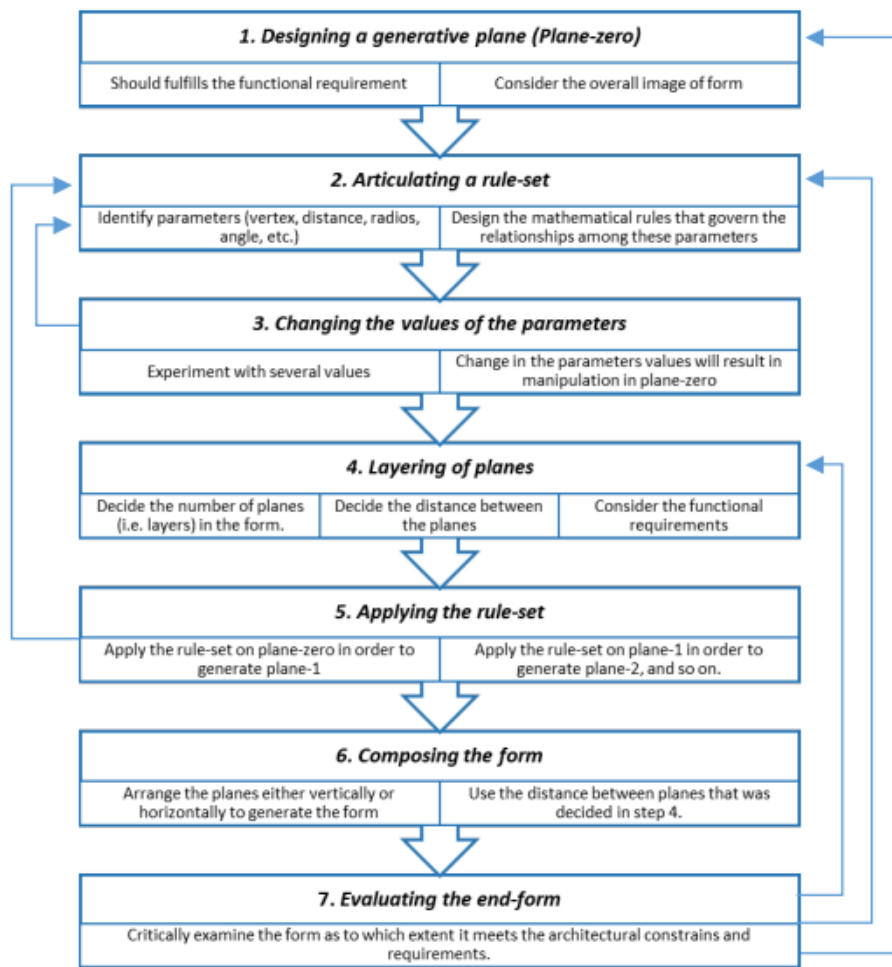 1. Designing a generative plane (Plane-zero)
Should fulfills the functional requirement
Consider the overall image of form
2. Articulating a rule-set
Identify parameters (vertex, distance, radios,
angle, etc.)
Design the mathematical rules that govern the
relationships among these parameters
3. Changing the values of the parameters
Experiment with several values
Change in the parameters values will result in
manipulation in plane-zero
4. Layering of planes
Decide the number of planes
(i.e. layers) in the form.
Decide the distance between
the planes
Consider the functional
requirements
5. Applying the rule-set
Apply the rule-set on plane-zero in order to
generate plane-1
Apply the rule-set on plane-1 in order to
generate plane-2, and so on.
6. Composing the form
Arrange the planes either vertically or
horizontally to generate the form
Use the distance between planes that was
decided in step 4.
7. Evaluating the end-form
Critically examine the form as to which extent it meets the architectural constrains and
requirements.